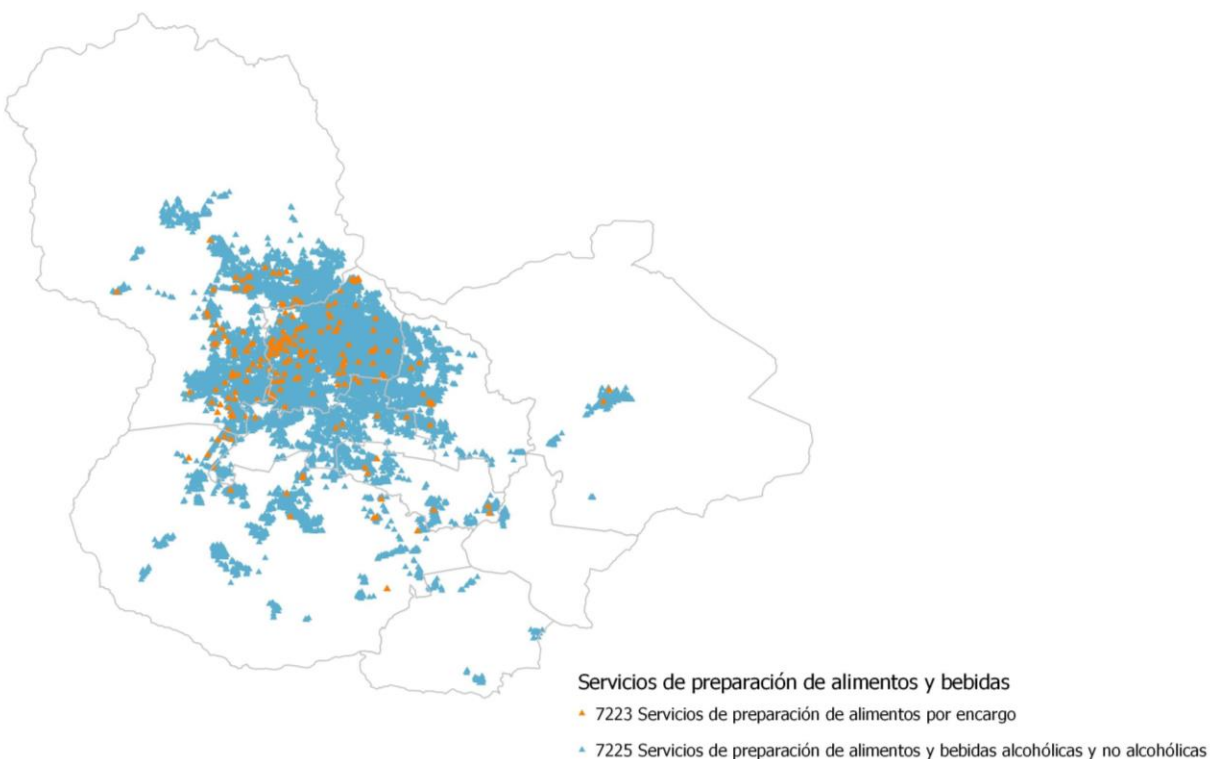 Servicios de preparación de alimentos y bebidas
7223 Servicios de preparación de alimentos por encargo
7225 Servicios de preparación de alimentos y bebidas alcohólicas y no alcohólicas